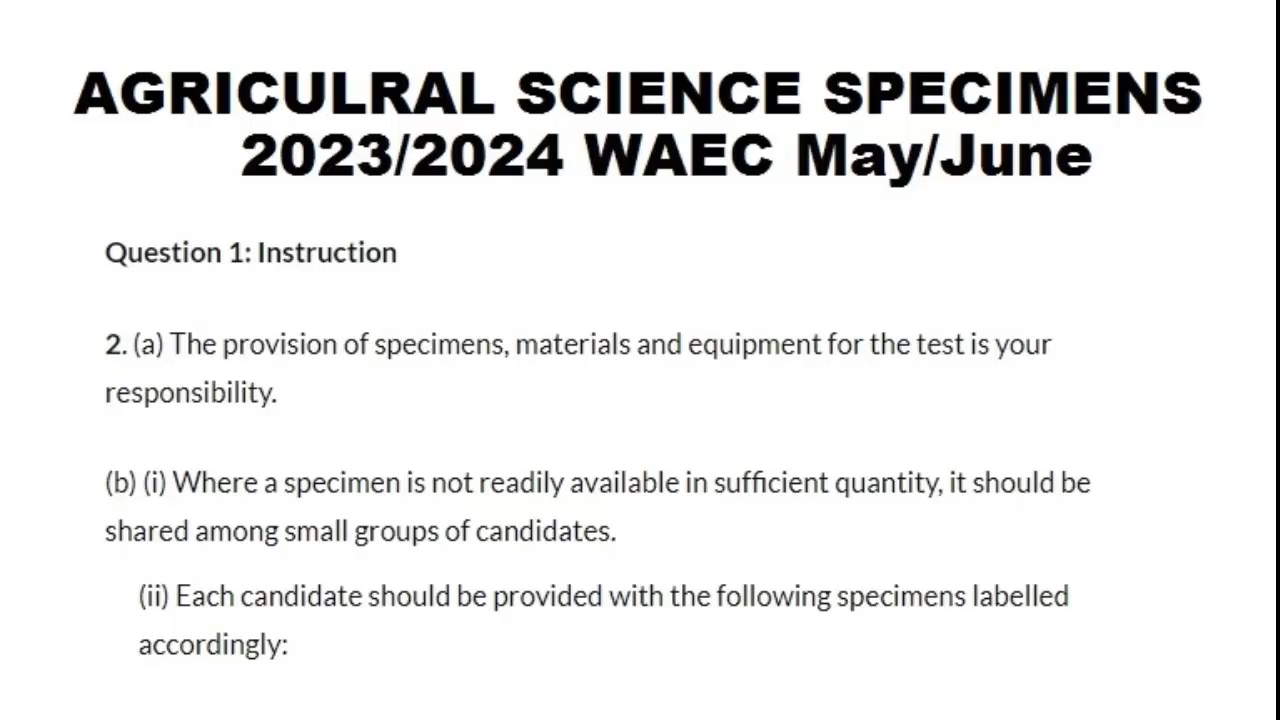 AGRICULRAL SCIENCE SPECIMENS
2023/2024 WAEC May/June
Question 1: Instruction
2. (a) The provision of specimens, materials and equipment for the test is your
responsibility.
(b) (i) Where a specimen is not readily available in sufficient quantity, it should be
shared among small groups of candidates.
(ii) Each candidate should be provided with the following specimens labelled
accordingly: